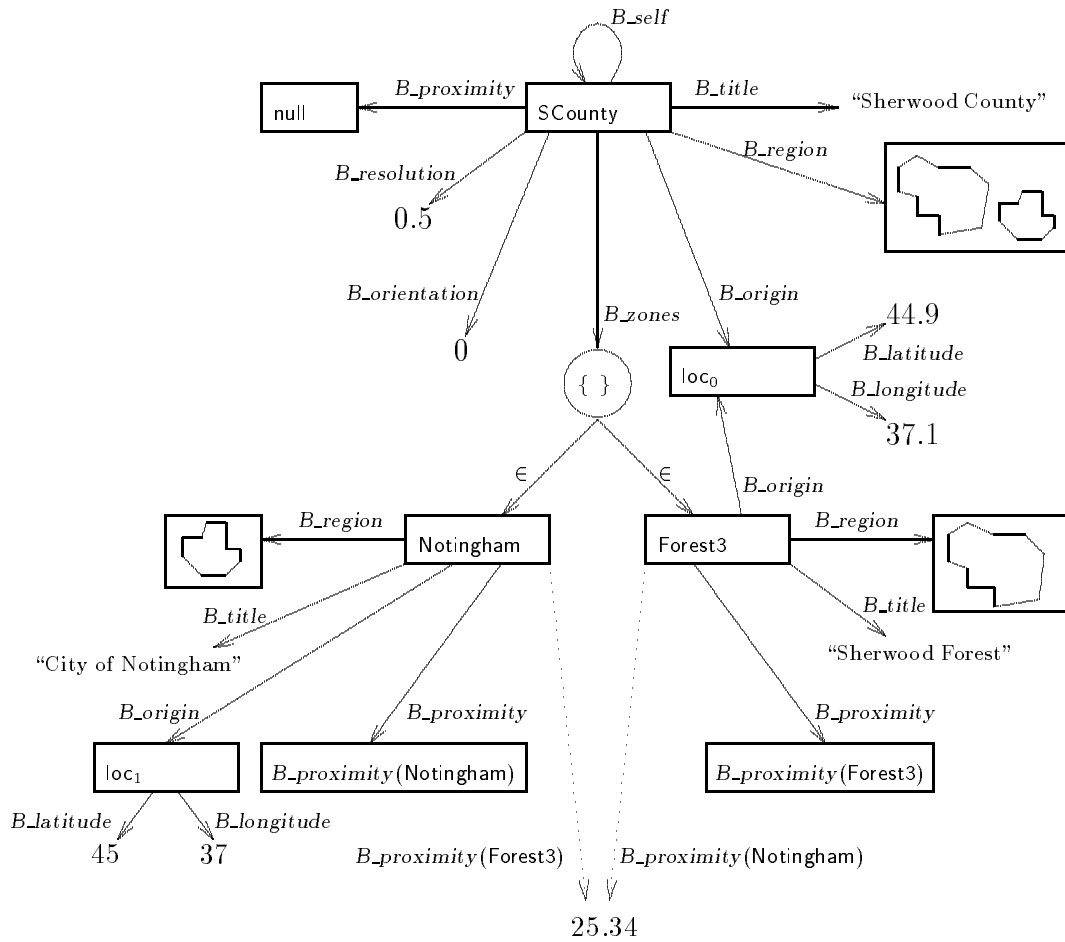 B_self
B_proximity
B_title
null
SCounty
“Sherwood County”
B_region
B_resolution
0.5
B_orientation
B_origin
B_zones
44.9
0
B_latitude
{ }
loc₀
B_longitude
37.1
∈
∈
B_origin
B_region
B_region
Notingham
Forest3
B_title
B_title
“City of Notingham”
“Sherwood Forest”
B_origin
B_proximity
B_proximity
loc₁
B_proximity(Notingham)
B_proximity(Forest3)
B_latitude
B_longitude
45
37
B_proximity(Forest3)
B_proximity(Notingham)
25.34